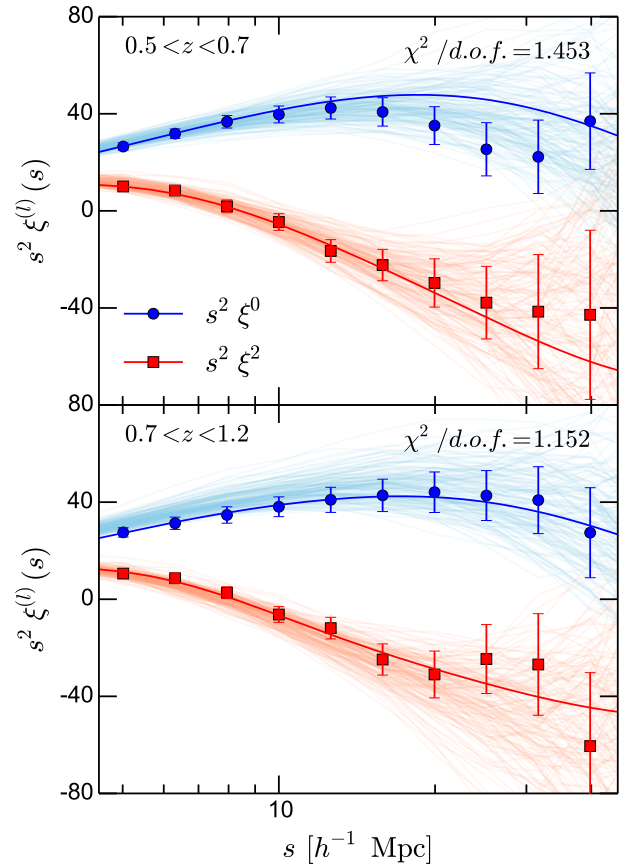 80
0.5 < z < 0.7
χ² /d.o.f. = 1.453
40
0
-40
s² ξ⁽ˡ⁾(s)
s² ξ⁰
s² ξ²
80
0.7 < z < 1.2
χ² /d.o.f. = 1.152
40
0
-40
-80
s² ξ⁽ˡ⁾(s)
10
s [h⁻¹ Mpc]